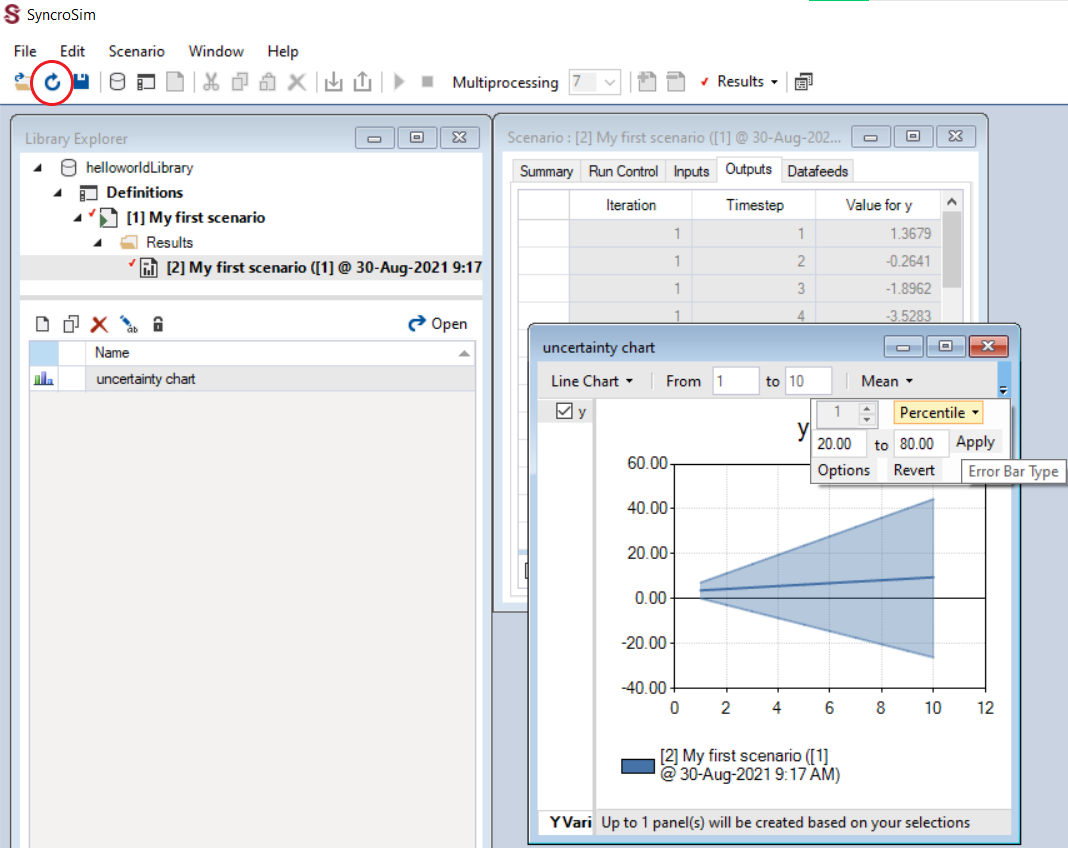 SyncroSim
File Edit Scenario Window Help
Multiprocessing 7 Results
Library Explorer
helloworldLibrary
Definitions
[1] My first scenario
Results
[2] My first scenario ([1] @ 30-Aug-2021 9:17
Open
Name
uncertainty chart
Scenario : [2] My first scenario ([1] @ 30-Aug-202...
Summary Run Control Inputs Outputs Datafeeds
Iteration Timestep Value for y
1 1 1.3679
1 2 -0.2641
1 3 -1.8962
1 4 -3.5283
uncertainty chart
Line Chart From 1 to 10 Mean
1 Percentile
20.00 to 80.00 Apply
Options Revert
Error Bar Type
y
y
60.00
40.00
20.00
0.00
-20.00
-40.00
0 2 4 6 8 10 12
[2] My first scenario ([1]
@ 30-Aug-2021 9:17 AM)
Y Vari Up to 1 panel(s) will be created based on your selections